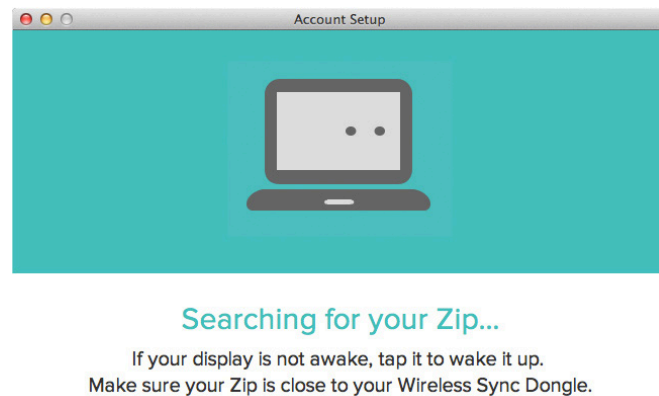 Account Setup
Searching for your Zip...
If your display is not awake, tap it to wake it up.
Make sure your Zip is close to your Wireless Sync Dongle.